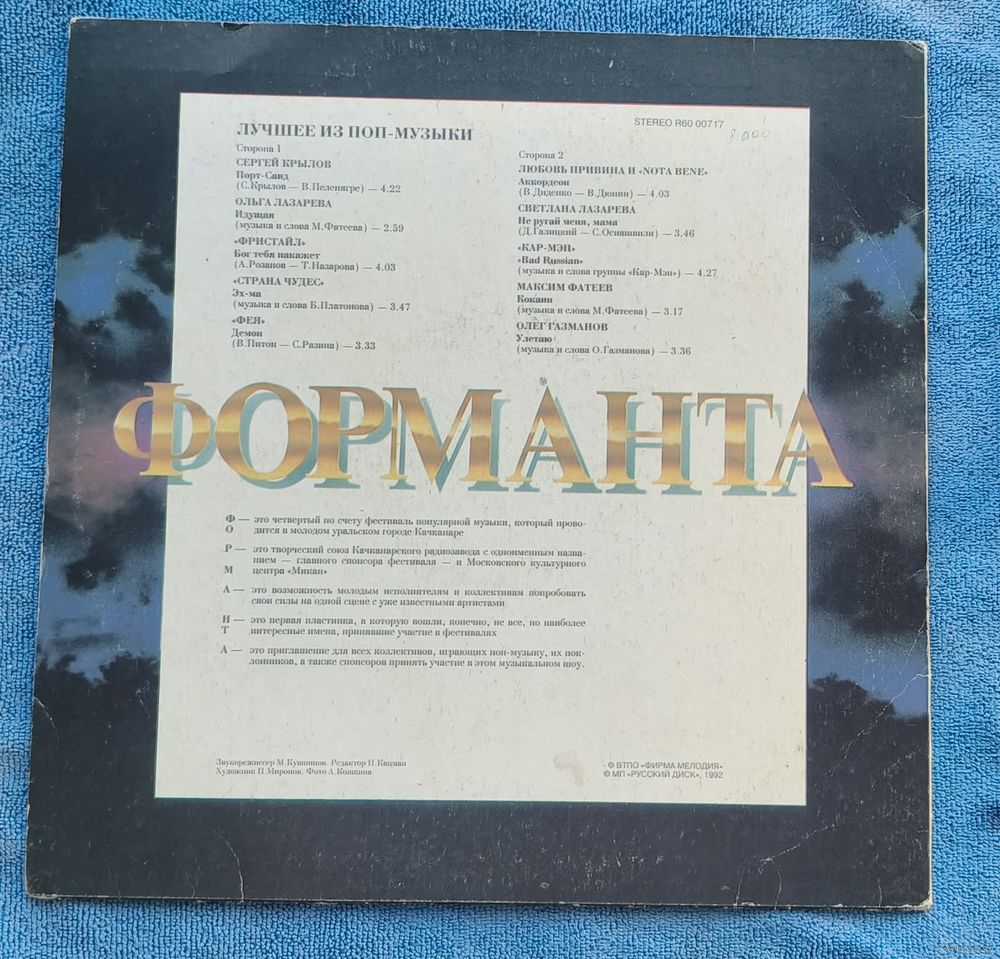 ЛУЧШЕЕ ИЗ ПОП-МУЗЫКИ
STEREO R60 00717
3.000
Сторона 1
СЕРГЕЙ КРЫЛОВ
Порт-Саид
(С.Крылов — В.Пеленягре) — 4.22
ОЛЬГА ЛАЗАРЕВА
Идущая
(музыка и слова М.Фатеева) — 2.59
«ФРИСТАЙЛ»
Бог тебя накажет
(А.Розанов — Т.Назарова) — 4.03
«СТРАНА ЧУДЕС»
Эх-ма
(музыка и слова Б.Платонова) — 3.47
«ФЕЯ»
Демон
(В.Питон — С.Разина) — 3.33
Сторона 2
ЛЮБОВЬ ПРИВИНА И «NOTA BENE»
Аккордеон
(В.Диденко — В.Дюнин) — 4.03
СВЕТЛАНА ЛАЗАРЕВА
Не ругай меня, мама
(Д.Галицкий — С.Осиашвили) — 3.46
«КАР-МЭН»
«Bad Russian»
(музыка и слова группы «Кар-Мэн») — 4.27
МАКСИМ ФАТЕЕВ
Кокаин
(музыка и слова М.Фатеева) — 3.17
ОЛЕГ ГАЗМАНОВ
Улетаю
(музыка и слова О.Газманова) — 3.36
ФОРМАНТА
Ф — это четвертый по счету фестиваль популярной музыки, который прово-
О дится в молодом уральском городе Качканаре
Р — это творческий союз Качканарского радиозавода с одноименным назва-
нием — главного спонсора фестиваля — и Московского культурного
М центра «Микан»
А — это возможность молодым исполнителям и коллективам попробовать
свои силы на одной сцене с уже известными артистами
Н — это первая пластинка, в которую вошли, конечно, не все, но наиболее
Т интересные имена, принявшие участие в фестивалях
А — это приглашение для всех коллективов, играющих поп-музыку, их пок-
лонников, а также спонсоров принять участие в этом музыкальном шоу.
Звукорежиссер М.Кувшинов. Редактор Н.Кацман
Художник П.Миронов. Фото А.Кошкина
© ВТПО «ФИРМА МЕЛОДИЯ»
© МП «РУССКИЙ ДИСК», 1992